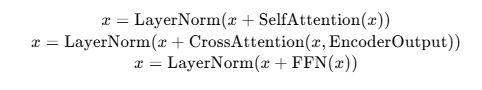 x = LayerNorm(x + SelfAttention(x))
x = LayerNorm(x + CrossAttention(x, EncoderOutput))
x = LayerNorm(x + FFN(x))